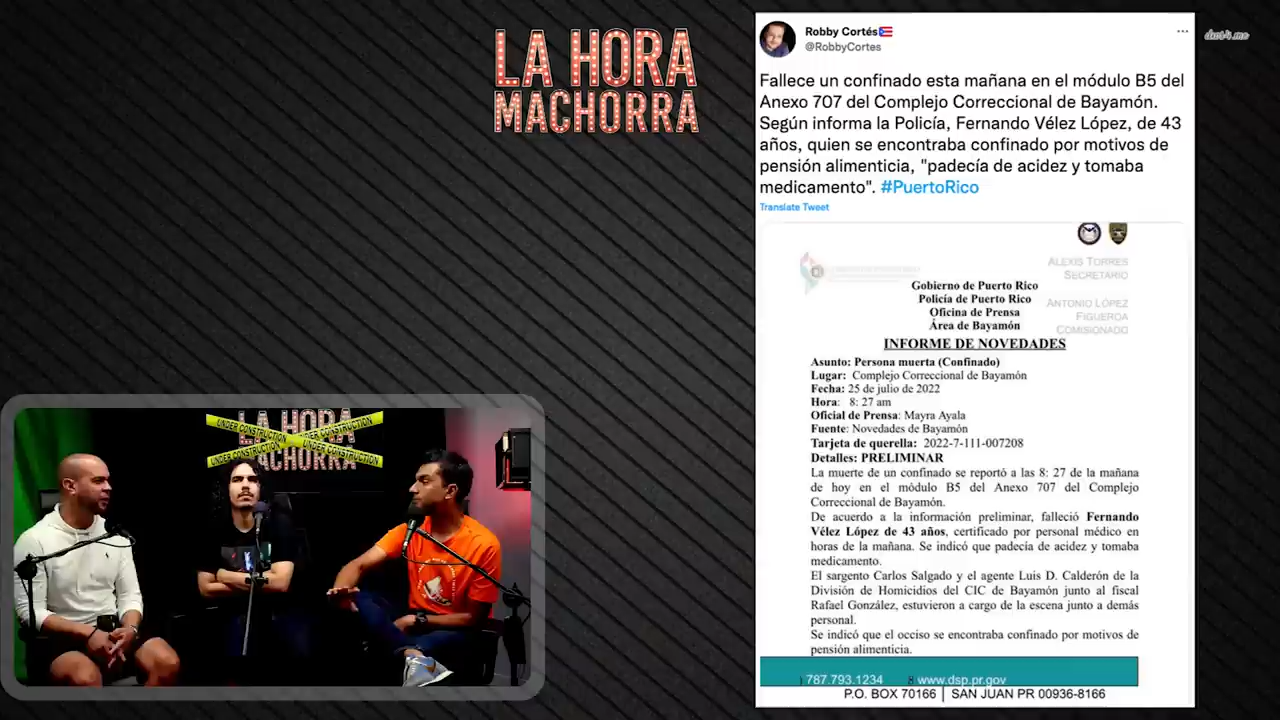 LA HORA
MACHORRA
Robby Cortés
@RobbyCortes
Fallece un confinado esta mañana en el módulo B5 del
Anexo 707 del Complejo Correccional de Bayamón.
Según informa la Policía, Fernando Vélez López, de 43
años, quien se encontraba confinado por motivos de
pensión alimenticia, "padecía de acidez y tomaba
medicamento". #PuertoRico
Translate Tweet
ALEXIS TORRES
SECRETARIO
ANTONIO LÓPEZ
FIGUEROA
COMISIONADO
Gobierno de Puerto Rico
Policía de Puerto Rico
Oficina de Prensa
Área de Bayamón
INFORME DE NOVEDADES
Asunto: Persona muerta (Confinado)
Lugar: Complejo Correccional de Bayamón
Fecha: 25 de julio de 2022
Hora: 8: 27 am
Oficial de Prensa: Mayra Ayala
Fuente: Novedades de Bayamón
Tarjeta de querella: 2022-7-111-007208
Detalles: PRELIMINAR
La muerte de un confinado se reportó a las 8: 27 de la mañana
de hoy en el módulo B5 del Anexo 707 del Complejo
Correccional de Bayamón.
De acuerdo a la información preliminar, falleció Fernando
Vélez López de 43 años, certificado por personal médico en
horas de la mañana. Se indicó que padecía de acidez y tomaba
medicamento.
El sargento Carlos Salgado y el agente Luis D. Calderón de la
División de Homicidios del CIC de Bayamón junto al fiscal
Rafael González, estuvieron a cargo de la escena junto a demás
personal.
Se indicó que el occiso se encontraba confinado por motivos de
pensión alimenticia.
787.793.1234 www.dsp.pr.gov
P.O. BOX 70166 | SAN JUAN PR 00936-8166
LA HORA
UNDER CONSTRUCTION UNDER CONSTRUCTION
UNDER CONSTRUCTION UNDER CONSTRUCTION
MACHORRA